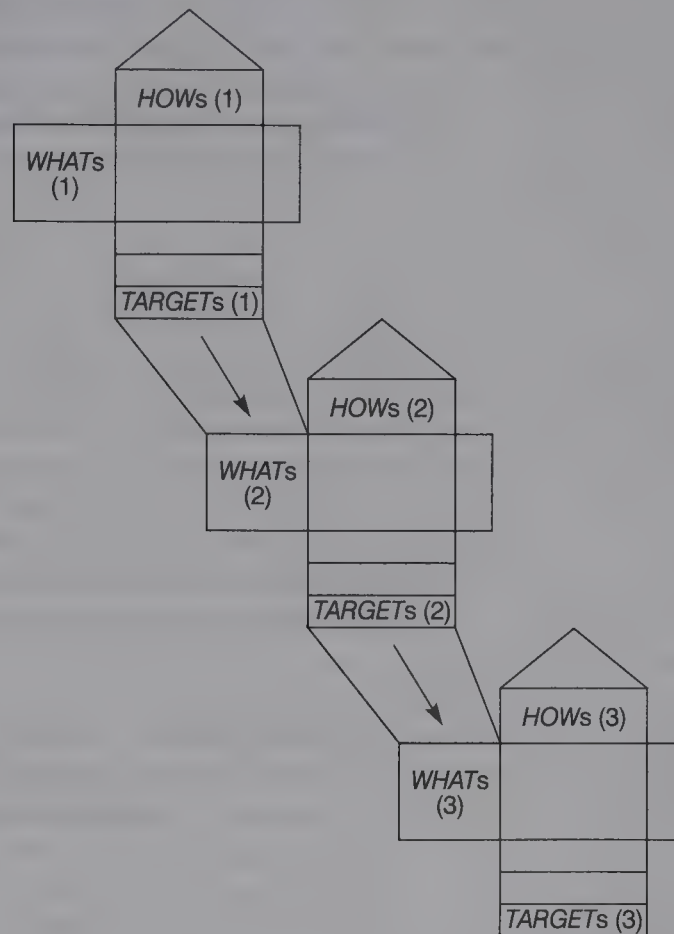 HOWs (1)
WHATs
(1)
TARGETs (1)
HOWs (2)
WHATs
(2)
TARGETs (2)
HOWs (3)
WHATs
(3)
TARGETs (3)